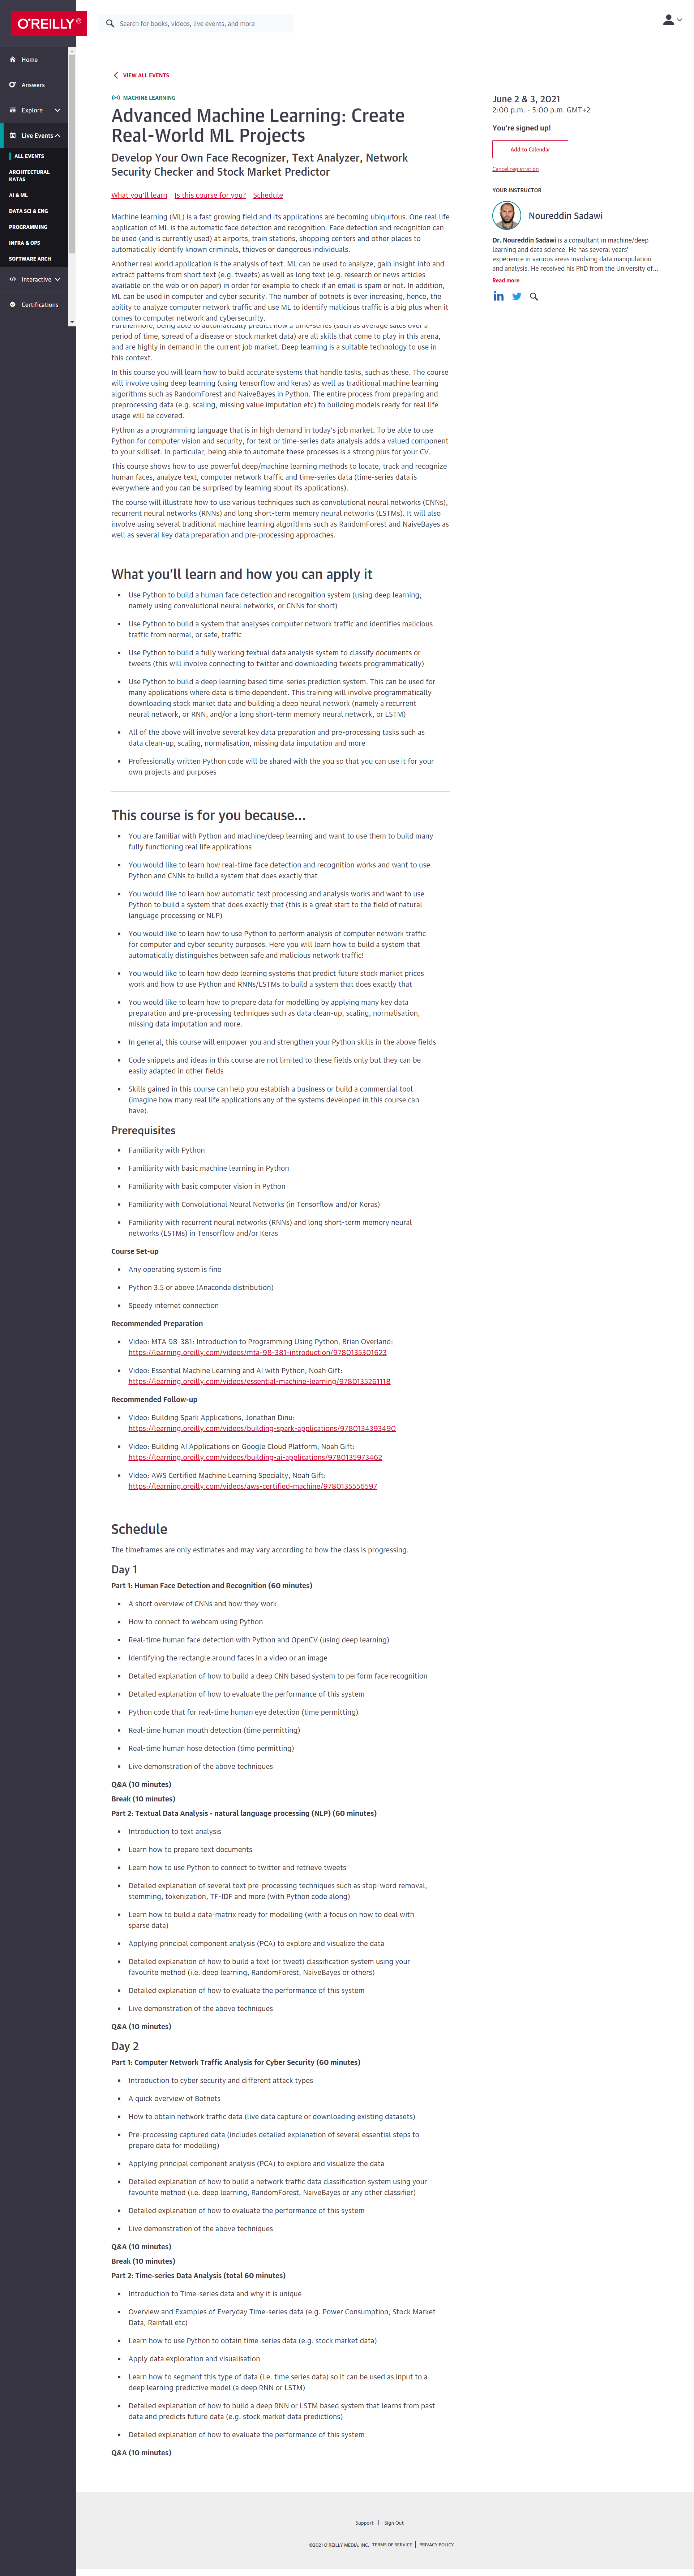 O'REILLY®
Search for books, videos, live events, and more
Home
Answers
Explore
Live Events
ALL EVENTS
ARCHITECTURAL
KATAS
AI & ML
DATA SCI & ENG
PROGRAMMING
INFRA & OPS
SOFTWARE ARCH
Interactive
Certifications
VIEW ALL EVENTS
MACHINE LEARNING
Advanced Machine Learning: Create
Real-World ML Projects
Develop Your Own Face Recognizer, Text Analyzer, Network
Security Checker and Stock Market Predictor
What you'll learn Is this course for you? Schedule
June 2 & 3, 2021
2:00 p.m. - 5:00 p.m. GMT+2
You're signed up!
Add to Calendar
Cancel registration
YOUR INSTRUCTOR
Noureddin Sadawi
Dr. Noureddin Sadawi is a consultant in machine/deep
learning and data science. He has several years'
experience in various areas involving data manipulation
and analysis. He received his PhD from the University of...
Read more
Machine learning (ML) is a fast growing field and its applications are becoming ubiquitous. One real life
application of ML is the automatic face detection and recognition. Face detection and recognition can
be used (and is currently used) at airports, train stations, shopping centers and other places to
automatically identify known criminals, thieves or dangerous individuals.
Another real world application is the analysis of text. ML can be used to analyze, gain insight into and
extract patterns from short text (e.g. tweets) as well as long text (e.g. research or news articles
available on the web or on paper) in order for example to check if an email is spam or not. In addition,
ML can be used in computer and cyber security. The number of botnets is ever increasing, hence, the
ability to analyze computer network traffic and use ML to identify malicious traffic is a big plus when it
comes to computer network and cybersecurity.
Furthermore, being able to automatically predict how a time-series (such as average sales over a
period of time, spread of a disease or stock market data) are all skills that come to play in this arena,
and are highly in demand in the current job market. Deep learning is a suitable technology to use in
this context.
In this course you will learn how to build accurate systems that handle tasks, such as these. The course
will involve using deep learning (using tensorflow and keras) as well as traditional machine learning
algorithms such as RandomForest and NaiveBayes in Python. The entire process from preparing and
preprocessing data (e.g. scaling, missing value imputation etc) to building models ready for real life
usage will be covered.
Python as a programming language that is in high demand in today's job market. To be able to use
Python for computer vision and security, for text or time-series data analysis adds a valued component
to your skillset. In particular, being able to automate these processes is a strong plus for your CV.
This course shows how to use powerful deep/machine learning methods to locate, track and recognize
human faces, analyze text, computer network traffic and time-series data (time-series data is
everywhere and you can be surprised by learning about its applications).
The course will illustrate how to use various techniques such as convolutional neural networks (CNNs),
recurrent neural networks (RNNs) and long short-term memory neural networks (LSTMs). It will also
involve using several traditional machine learning algorithms such as RandomForest and NaiveBayes as
well as several key data preparation and pre-processing approaches.
What you'll learn and how you can apply it
Use Python to build a human face detection and recognition system (using deep learning;
namely using convolutional neural networks, or CNNs for short)
Use Python to build a system that analyses computer network traffic and identifies malicious
traffic from normal, or safe, traffic
Use Python to build a fully working textual data analysis system to classify documents or
tweets (this will involve connecting to twitter and downloading tweets programmatically)
Use Python to build a deep learning based time-series prediction system. This can be used for
many applications where data is time dependent. This training will involve programmatically
downloading stock market data and building a deep neural network (namely a recurrent
neural network, or RNN, and/or a long short-term memory neural network, or LSTM)
All of the above will involve several key data preparation and pre-processing tasks such as
data clean-up, scaling, normalisation, missing data imputation and more
Professionally written Python code will be shared with the you so that you can use it for your
own projects and purposes
This course is for you because...
You are familiar with Python and machine/deep learning and want to use them to build many
fully functioning real life applications
You would like to learn how real-time face detection and recognition works and want to use
Python and CNNs to build a system that does exactly that
You would like to learn how automatic text processing and analysis works and want to use
Python to build a system that does exactly that (this is a great start to the field of natural
language processing or NLP)
You would like to learn how to use Python to perform analysis of computer network traffic
for computer and cyber security purposes. Here you will learn how to build a system that
automatically distinguishes between safe and malicious network traffic!
You would like to learn how deep learning systems that predict future stock market prices
work and how to use Python and RNNs/LSTMs to build a system that does exactly that
You would like to learn how to prepare data for modelling by applying many key data
preparation and pre-processing techniques such as data clean-up, scaling, normalisation,
missing data imputation and more.
In general, this course will empower you and strengthen your Python skills in the above fields
Code snippets and ideas in this course are not limited to these fields only but they can be
easily adapted in other fields
Skills gained in this course can help you establish a business or build a commercial tool
(imagine how many real life applications any of the systems developed in this course can
have).
Prerequisites
Familiarity with Python
Familiarity with basic machine learning in Python
Familiarity with basic computer vision in Python
Familiarity with Convolutional Neural Networks (in Tensorflow and/or Keras)
Familiarity with recurrent neural networks (RNNs) and long short-term memory neural
networks (LSTMs) in Tensorflow and/or Keras
Course Set-up
Any operating system is fine
Python 3.5 or above (Anaconda distribution)
Speedy internet connection
Recommended Preparation
Video: MTA 98-381: Introduction to Programming Using Python, Brian Overland:
https://learning.oreilly.com/videos/mta-98-381-introduction/9780135301623
Video: Essential Machine Learning and AI with Python, Noah Gift:
https://learning.oreilly.com/videos/essential-machine-learning/9780135261118
Recommended Follow-up
Video: Building Spark Applications, Jonathan Dinu:
https://learning.oreilly.com/videos/building-spark-applications/9780134393490
Video: Building AI Applications on Google Cloud Platform, Noah Gift:
https://learning.oreilly.com/videos/building-ai-applications/9780135973462
Video: AWS Certified Machine Learning Specialty, Noah Gift:
https://learning.oreilly.com/videos/aws-certified-machine/9780135556597
Schedule
The timeframes are only estimates and may vary according to how the class is progressing.
Day 1
Part 1: Human Face Detection and Recognition (60 minutes)
A short overview of CNNs and how they work
How to connect to webcam using Python
Real-time human face detection with Python and OpenCV (using deep learning)
Identifying the rectangle around faces in a video or an image
Detailed explanation of how to build a deep CNN based system to perform face recognition
Detailed explanation of how to evaluate the performance of this system
Python code that for real-time human eye detection (time permitting)
Real-time human mouth detection (time permitting)
Real-time human hose detection (time permitting)
Live demonstration of the above techniques
Q&A (10 minutes)
Break (10 minutes)
Part 2: Textual Data Analysis - natural language processing (NLP) (60 minutes)
Introduction to text analysis
Learn how to prepare text documents
Learn how to use Python to connect to twitter and retrieve tweets
Detailed explanation of several text pre-processing techniques such as stop-word removal,
stemming, tokenization, TF-IDF and more (with Python code along)
Learn how to build a data-matrix ready for modelling (with a focus on how to deal with
sparse data)
Applying principal component analysis (PCA) to explore and visualize the data
Detailed explanation of how to build a text (or tweet) classification system using your
favourite method (i.e. deep learning, RandomForest, NaiveBayes or others)
Detailed explanation of how to evaluate the performance of this system
Live demonstration of the above techniques
Q&A (10 minutes)
Day 2
Part 1: Computer Network Traffic Analysis for Cyber Security (60 minutes)
Introduction to cyber security and different attack types
A quick overview of Botnets
How to obtain network traffic data (live data capture or downloading existing datasets)
Pre-processing captured data (includes detailed explanation of several essential steps to
prepare data for modelling)
Applying principal component analysis (PCA) to explore and visualize the data
Detailed explanation of how to build a network traffic data classification system using your
favourite method (i.e. deep learning, RandomForest, NaiveBayes or any other classifier)
Detailed explanation of how to evaluate the performance of this system
Live demonstration of the above techniques
Q&A (10 minutes)
Break (10 minutes)
Part 2: Time-series Data Analysis (total 60 minutes)
Introduction to Time-series data and why it is unique
Overview and Examples of Everyday Time-series data (e.g. Power Consumption, Stock Market
Data, Rainfall etc)
Learn how to use Python to obtain time-series data (e.g. stock market data)
Apply data exploration and visualisation
Learn how to segment this type of data (i.e. time series data) so it can be used as input to a
deep learning predictive model (a deep RNN or LSTM)
Detailed explanation of how to build a deep RNN or LSTM based system that learns from past
data and predicts future data (e.g. stock market data predictions)
Detailed explanation of how to evaluate the performance of this system
Q&A (10 minutes)
Support | Sign Out
©2021 O'REILLY MEDIA, INC. TERMS OF SERVICE | PRIVACY POLICY